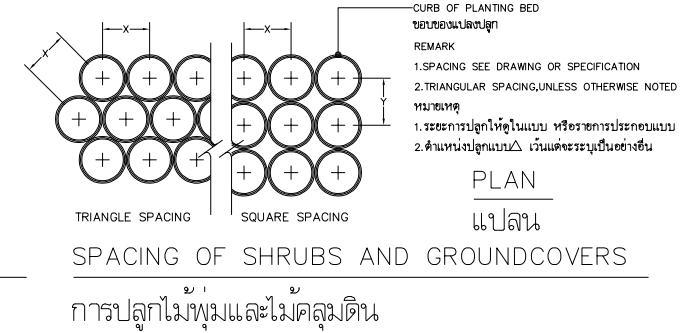 CURB OF PLANTING BED
ขอบของแปลงปลูก
REMARK
1.SPACING SEE DRAWING OR SPECIFICATION
2.TRIANGULAR SPACING,UNLESS OTHERWISE NOTED
หมายเหตุ
1.ระยะการปลูกให้ดูในแบบ หรือรายการประกอบแบบ
2.ตำแหน่งปลูกแบบ△ เว้นแต่จะระบุเป็นอย่างอื่น
X
X
X
Y
TRIANGLE SPACING
SQUARE SPACING
PLAN
แปลน
SPACING OF SHRUBS AND GROUNDCOVERS
การปลูกไม้พุ่มและไม้คลุมดิน